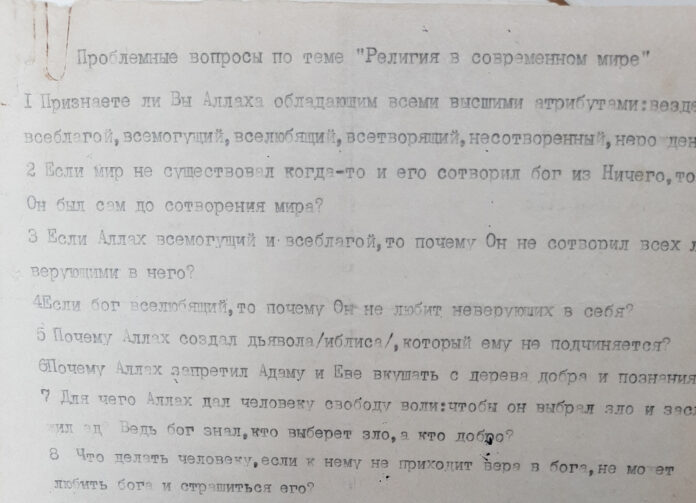 Проблемные вопросы по теме "Религия в современном мире"
I Признаете ли Вы Аллаха обладающим всеми высшими атрибутами:везде
всеблагой,всемогущий,вселюбящий,всетворящий,несотворенный,
2 Если мир не существовал когда-то и его сотворил бог из Ничего,то
Он был сам до сотворения мира?
3 Если Аллах всемогущий и всеблагой,то почему Он не сотворил всех
верующими в него?
4Если бог вселюбящий,то почему Он не любит неверующих в себя?
5 Почему Аллах создал дьявола/иблиса/,который ему не подчиняется?
6Почему Аллах запретил Адаму и Еве вкушать с дерева добра и познания
7 Для чего Аллах дал человеку свободу воли:чтобы он выбрал зло и
ад Ведь бог знал,кто выберет зло,а кто добро?
8 Что делать человеку,если к нему не приходит вера в бога,не может
любить бога и страшиться его?